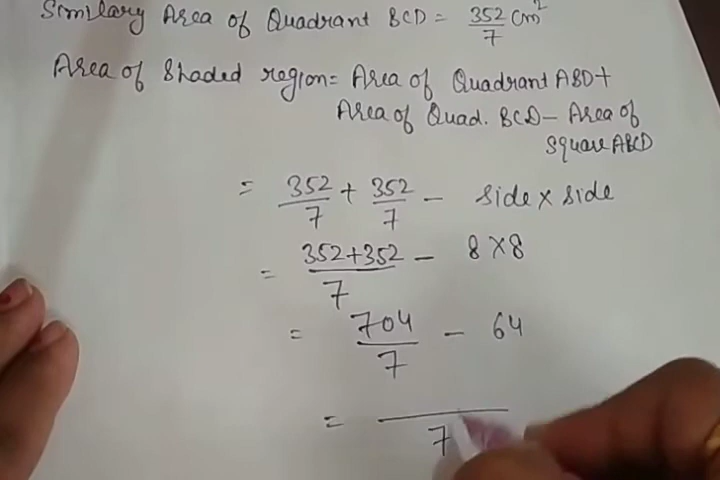 Similary Area of Quadrant BCD = 352/7 cm²
Area of Shaded region = Area of Quadrant ABD +
Area of Quad. BCD - Area of
Square ABCD
= 352/7 + 352/7 - side × side
= 352+352/7 - 8 × 8
= 704/7 - 64
= /7